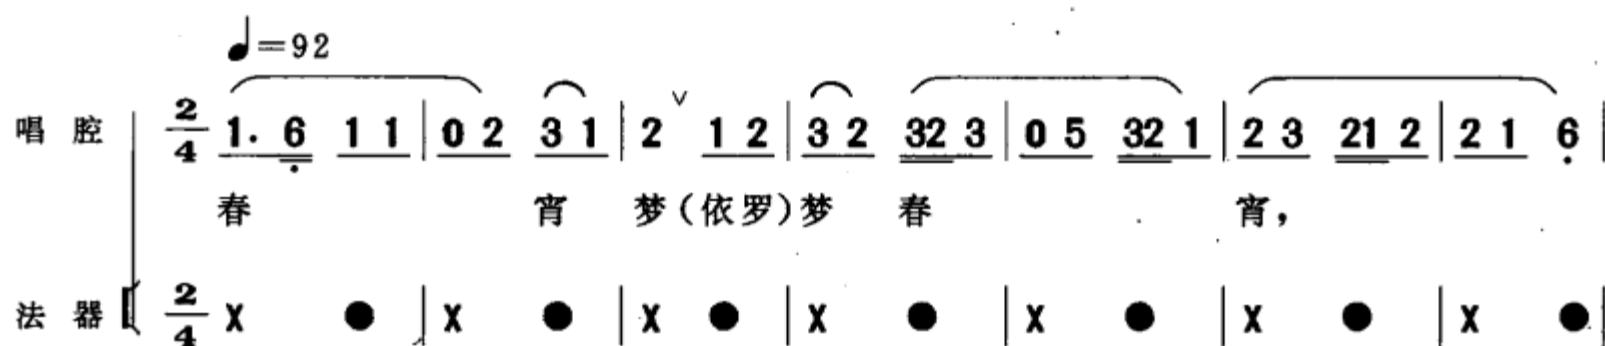 ♩=92
唱腔 2/4 1. 6 1 1 | 0 2 3 1 | 2 ∨ 1 2 | 3 2 32 3 | 0 5 32 1 | 2 3 21 2 | 2 1 6 |
春 宵 梦(依罗)梦 春 宵,
法器 2/4 X ● | X ● | X ● | X ● | X ● | X ● | X ● |